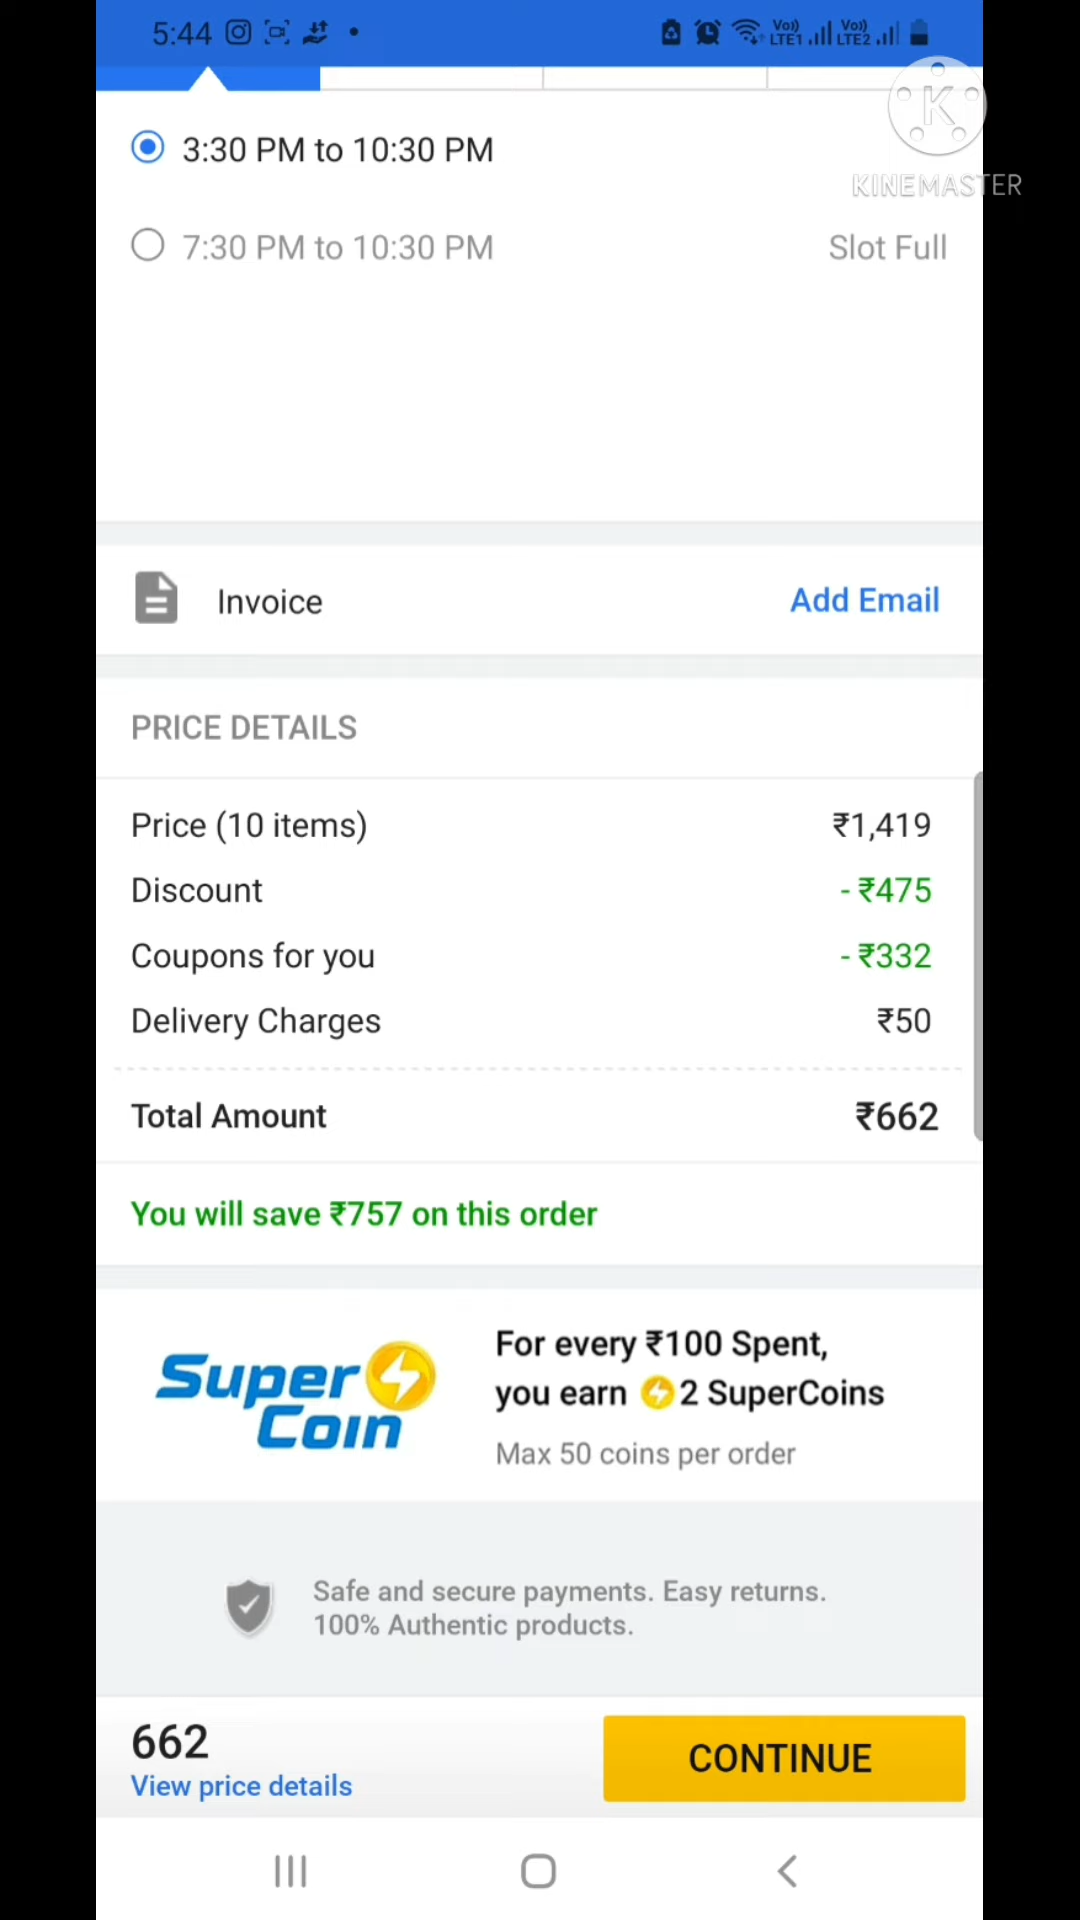 5:44
Vo)) LTE1 Vo)) LTE2
K
KINEMASTER
3:30 PM to 10:30 PM
7:30 PM to 10:30 PM Slot Full
Invoice Add Email
PRICE DETAILS
Price (10 items) ₹1,419
Discount - ₹475
Coupons for you - ₹332
Delivery Charges ₹50
Total Amount ₹662
You will save ₹757 on this order
Super
Coin
For every ₹100 Spent,
you earn 2 SuperCoins
Max 50 coins per order
Safe and secure payments. Easy returns.
100% Authentic products.
662
View price details
CONTINUE